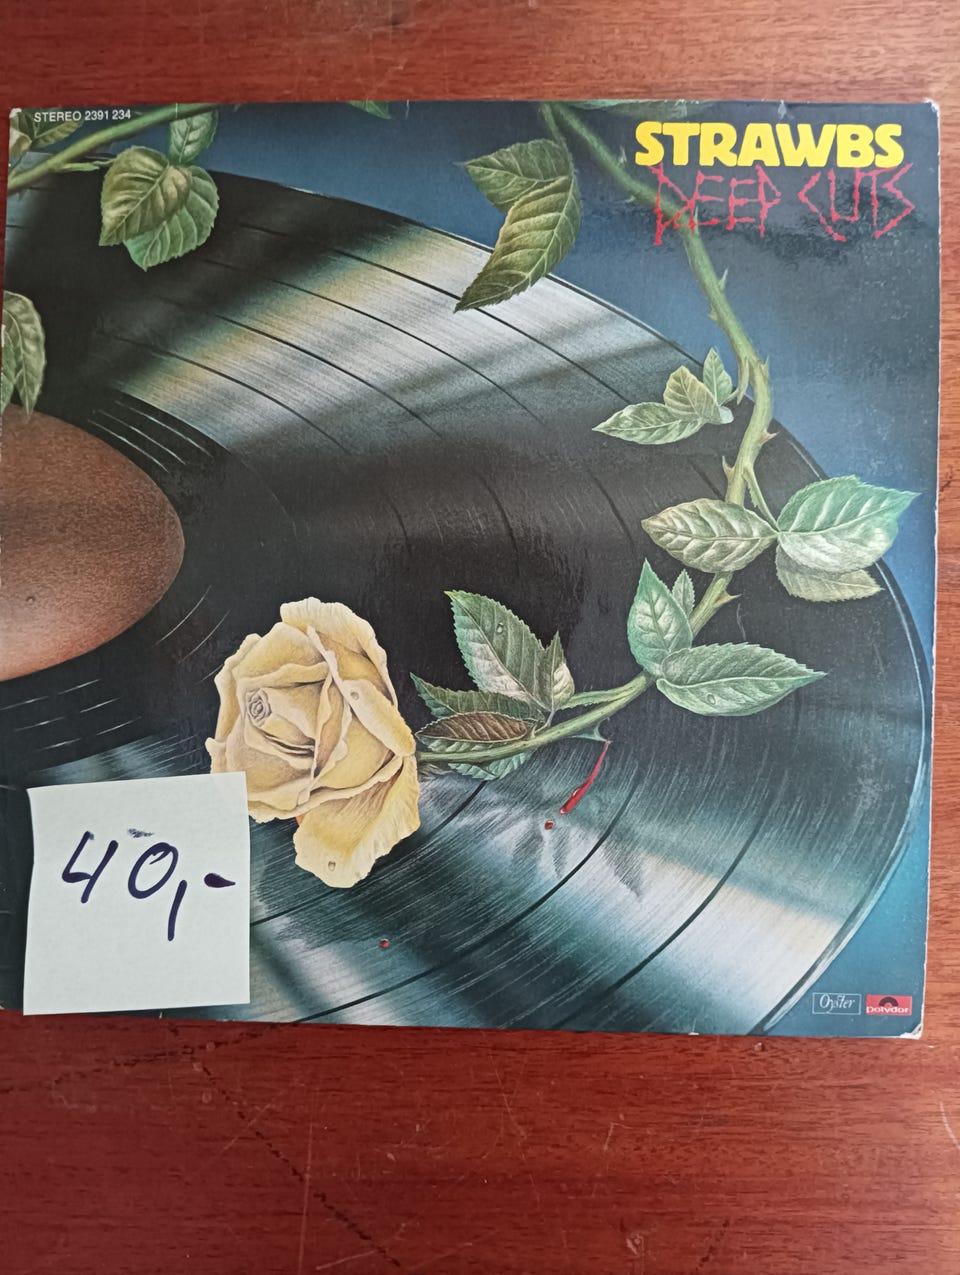 STEREO 2391 234
STRAWBS
DEEP CUTS
40,-
Oyster
polydor